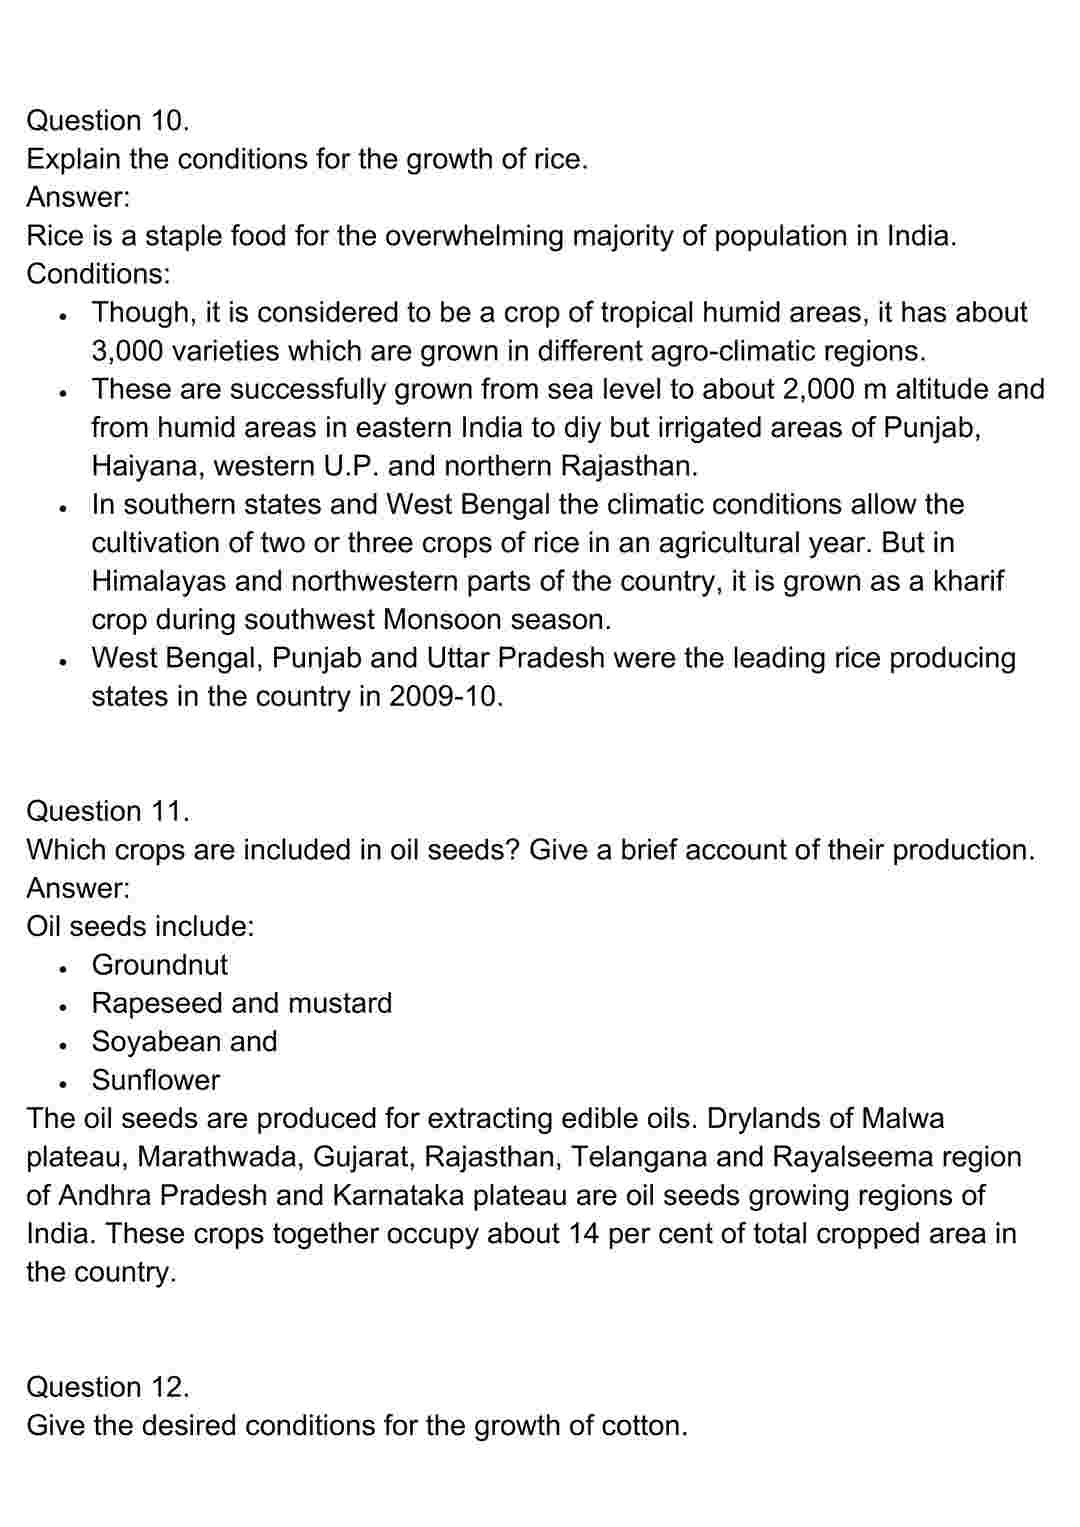 Question 10.
Explain the conditions for the growth of rice.
Answer:
Rice is a staple food for the overwhelming majority of population in India.
Conditions:
• Though, it is considered to be a crop of tropical humid areas, it has about
3,000 varieties which are grown in different agro-climatic regions.
• These are successfully grown from sea level to about 2,000 m altitude and
from humid areas in eastern India to diy but irrigated areas of Punjab,
Haiyana, western U.P. and northern Rajasthan.
• In southern states and West Bengal the climatic conditions allow the
cultivation of two or three crops of rice in an agricultural year. But in
Himalayas and northwestern parts of the country, it is grown as a kharif
crop during southwest Monsoon season.
• West Bengal, Punjab and Uttar Pradesh were the leading rice producing
states in the country in 2009-10.
Question 11.
Which crops are included in oil seeds? Give a brief account of their production.
Answer:
Oil seeds include:
• Groundnut
• Rapeseed and mustard
• Soyabean and
• Sunflower
The oil seeds are produced for extracting edible oils. Drylands of Malwa
plateau, Marathwada, Gujarat, Rajasthan, Telangana and Rayalseema region
of Andhra Pradesh and Karnataka plateau are oil seeds growing regions of
India. These crops together occupy about 14 per cent of total cropped area in
the country.
Question 12.
Give the desired conditions for the growth of cotton.